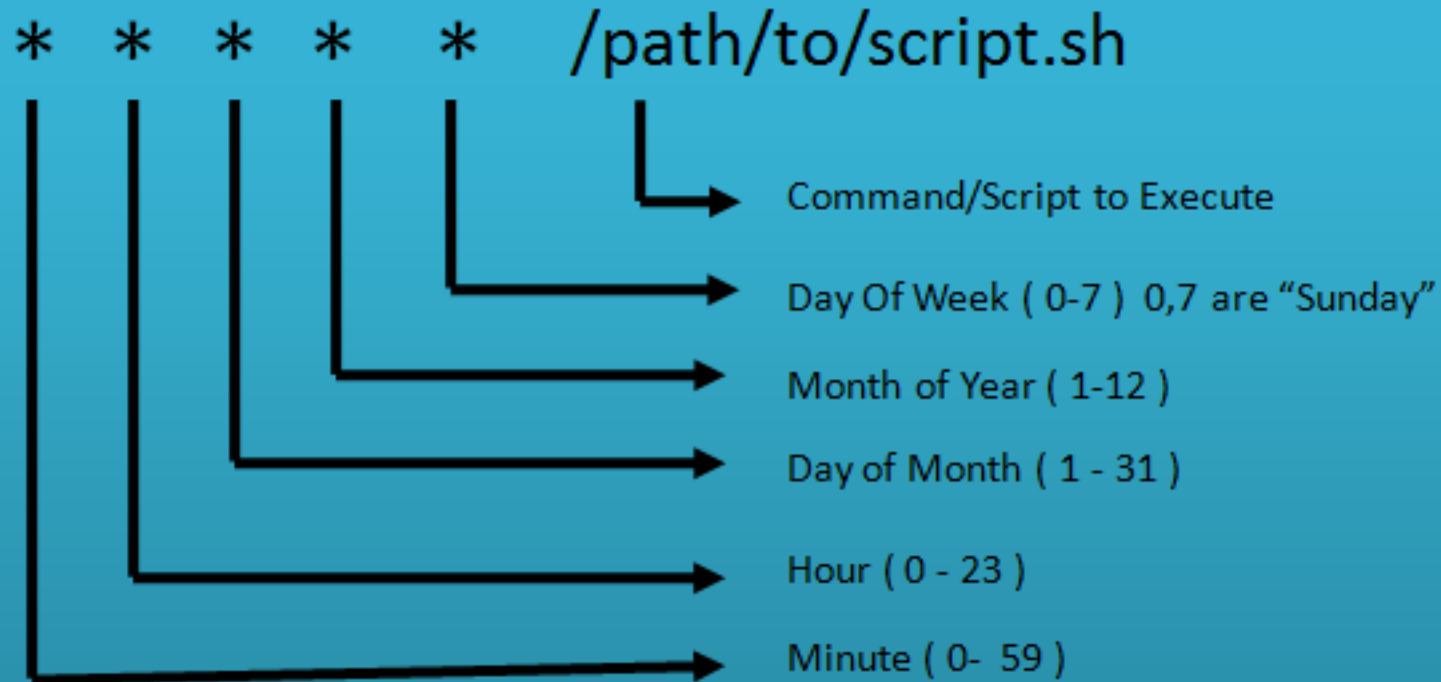 * * * * * /path/to/script.sh
Command/Script to Execute
Day Of Week ( 0-7 ) 0,7 are “Sunday”
Month of Year ( 1-12 )
Day of Month ( 1 - 31 )
Hour ( 0 - 23 )
Minute ( 0- 59 )